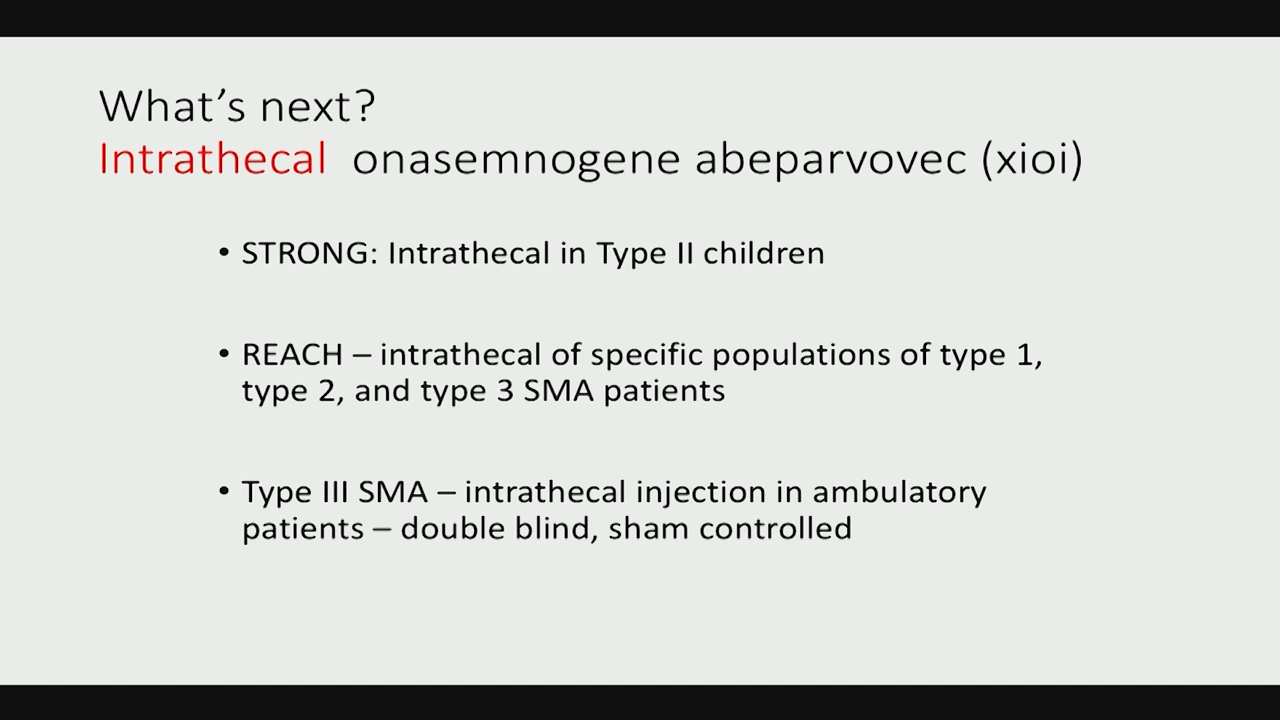 What’s next?
Intrathecal onasemnogene abeparvovec (xioi)
• STRONG: Intrathecal in Type II children
• REACH – intrathecal of specific populations of type 1,
type 2, and type 3 SMA patients
• Type III SMA – intrathecal injection in ambulatory
patients – double blind, sham controlled